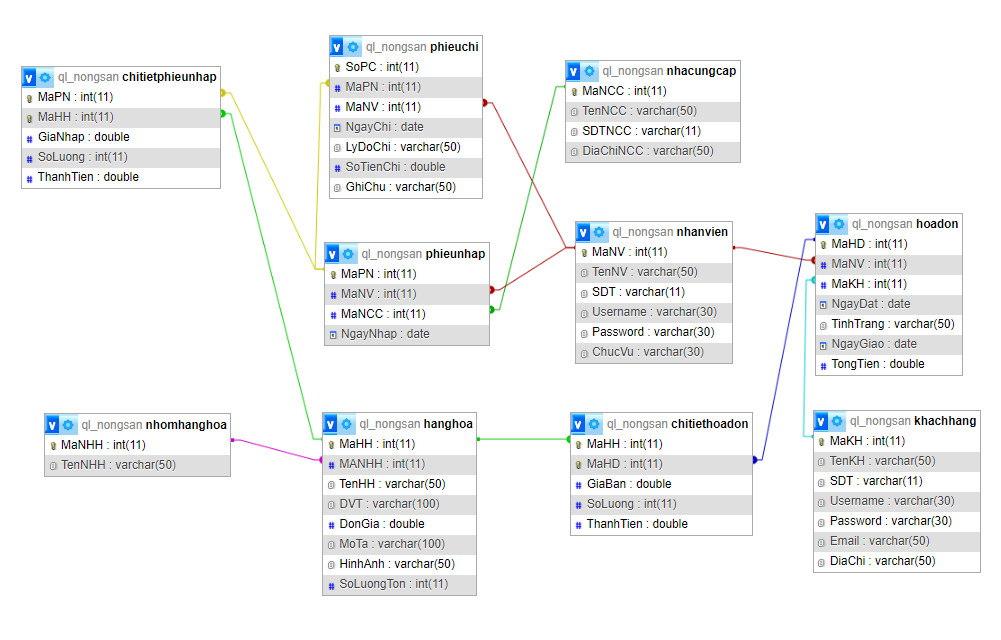 ql_nongsan chitietphieunhap
MaPN : int(11)
MaHH : int(11)
GiaNhap : double
SoLuong : int(11)
ThanhTien : double
ql_nongsan phieuchi
SoPC : int(11)
MaPN : int(11)
MaNV : int(11)
NgayChi : date
LyDoChi : varchar(50)
SoTienChi : double
GhiChu : varchar(50)
ql_nongsan nhacungcap
MaNCC : int(11)
TenNCC : varchar(50)
SDTNCC : varchar(11)
DiaChiNCC : varchar(50)
ql_nongsan phieunhap
MaPN : int(11)
MaNV : int(11)
MaNCC : int(11)
NgayNhap : date
ql_nongsan nhanvien
MaNV : int(11)
TenNV : varchar(50)
SDT : varchar(11)
Username : varchar(30)
Password : varchar(30)
ChucVu : varchar(30)
ql_nongsan hoadon
MaHD : int(11)
MaNV : int(11)
MaKH : int(11)
NgayDat : date
TinhTrang : varchar(50)
NgayGiao : date
TongTien : double
ql_nongsan nhomhanghoa
MaNHH : int(11)
TenNHH : varchar(50)
ql_nongsan hanghoa
MaHH : int(11)
MANHH : int(11)
TenHH : varchar(50)
DVT : varchar(100)
DonGia : double
MoTa : varchar(100)
HinhAnh : varchar(50)
SoLuongTon : int(11)
ql_nongsan chitiethoadon
MaHH : int(11)
MaHD : int(11)
GiaBan : double
SoLuong : int(11)
ThanhTien : double
ql_nongsan khachhang
MaKH : int(11)
TenKH : varchar(50)
SDT : varchar(11)
Username : varchar(30)
Password : varchar(30)
Email : varchar(50)
DiaChi : varchar(50)